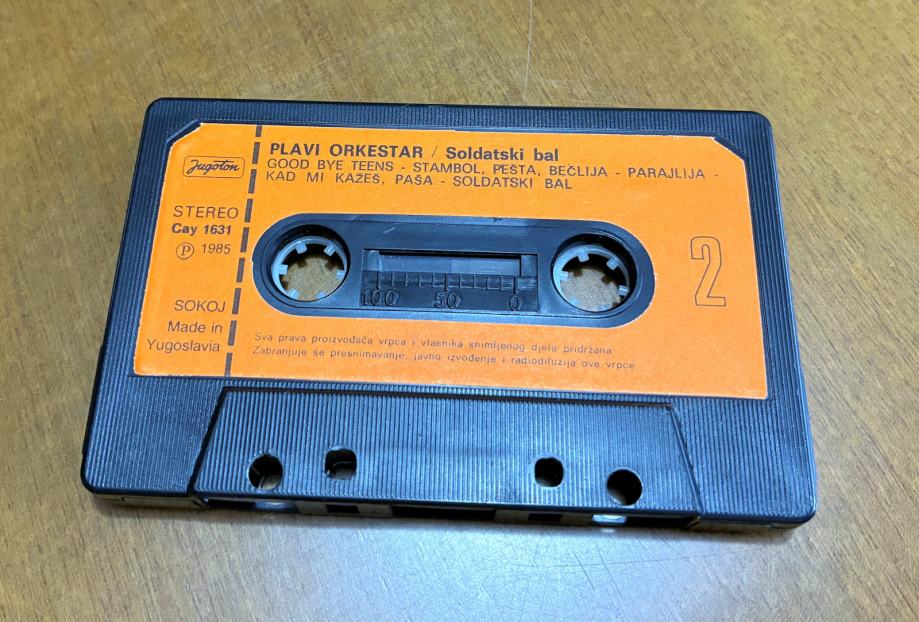 Jugoton
STEREO
Cay 1631
Ⓟ 1985
SOKOJ
Made in
Yugoslavia
PLAVI ORKESTAR / Soldatski bal
GOOD BYE TEENS - STAMBOL, PEŠTA, BEČLIJA - PARAJLIJA -
KAD MI KAŽEŠ, PAŠA - SOLDATSKI BAL
100 50 0
2
Sva prava proizvođača vrpca i vlasnika snimljenog djela pridržana
Zabranjuje se presnimavanje, javno izvođenje i radiodifuzija ove vrpce